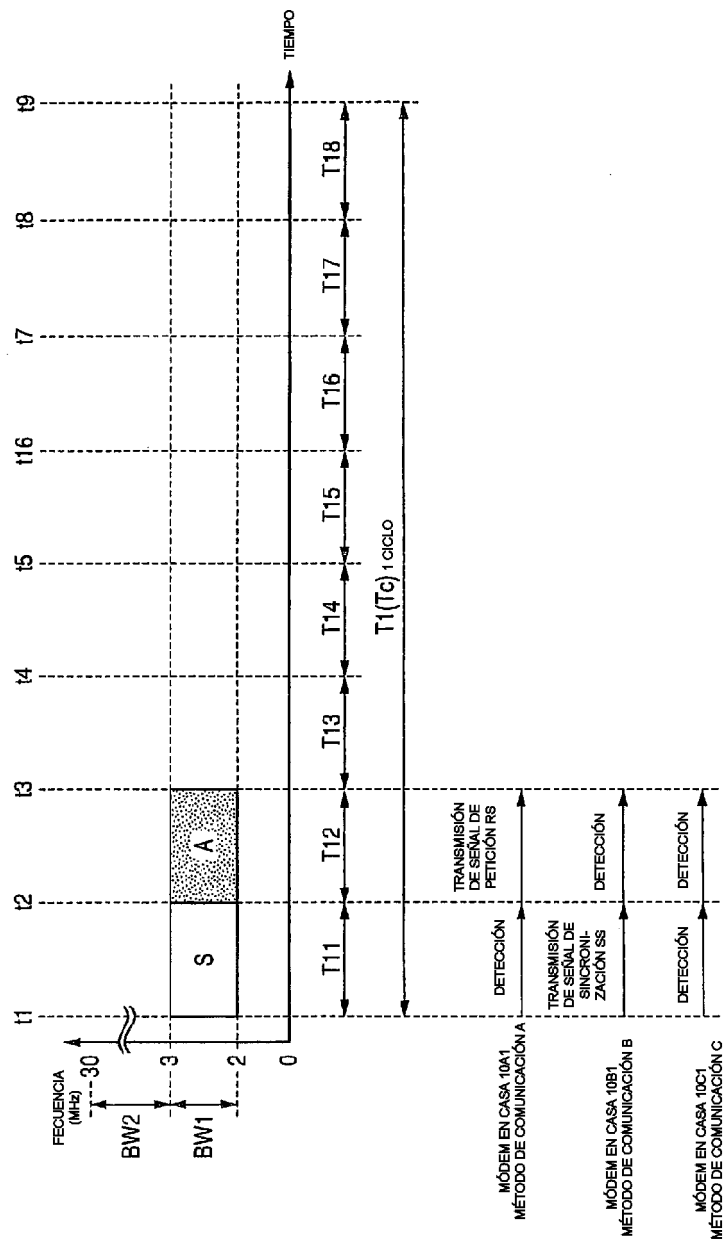 t1 t2 t3 t4 t5 t16 t7 t8 t9
FECUENCIA
(MHz)
30
3
2
0
BW2
BW1
S
A
TIEMPO
T11 T12 T13 T14 T15 T16 T17 T18
T1(Tc) 1 CICLO
MÓDEM EN CASA 10A1
MÉTODO DE COMUNICACIÓN A
DETECCIÓN
TRANSMISIÓN
DE SEÑAL DE
PETICIÓN RS
MÓDEM EN CASA 10B1
MÉTODO DE COMUNICACIÓN B
TRANSMISIÓN
DE SEÑAL DE
SINCRONI-
ZACIÓN SS
DETECCIÓN
MÓDEM EN CASA 10C1
MÉTODO DE COMUNICACIÓN C
DETECCIÓN
DETECCIÓN